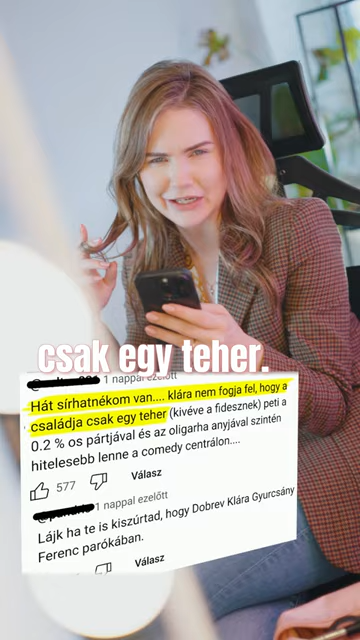 csak egy teher.
1 nappal ezelőtt
Hát sírhatnékom van.... klára nem fogja fel, hogy a
családja csak egy teher (kivéve a fidesznek) peti a
0.2 % os pártjával és az oligarha anyjával szintén
hitelesebb lenne a comedy centrálon....
577
Válasz
1 nappal ezelőtt
Lájk ha te is kiszúrtad, hogy Dobrev Klára Gyurcsány
Ferenc parókában.
Válasz